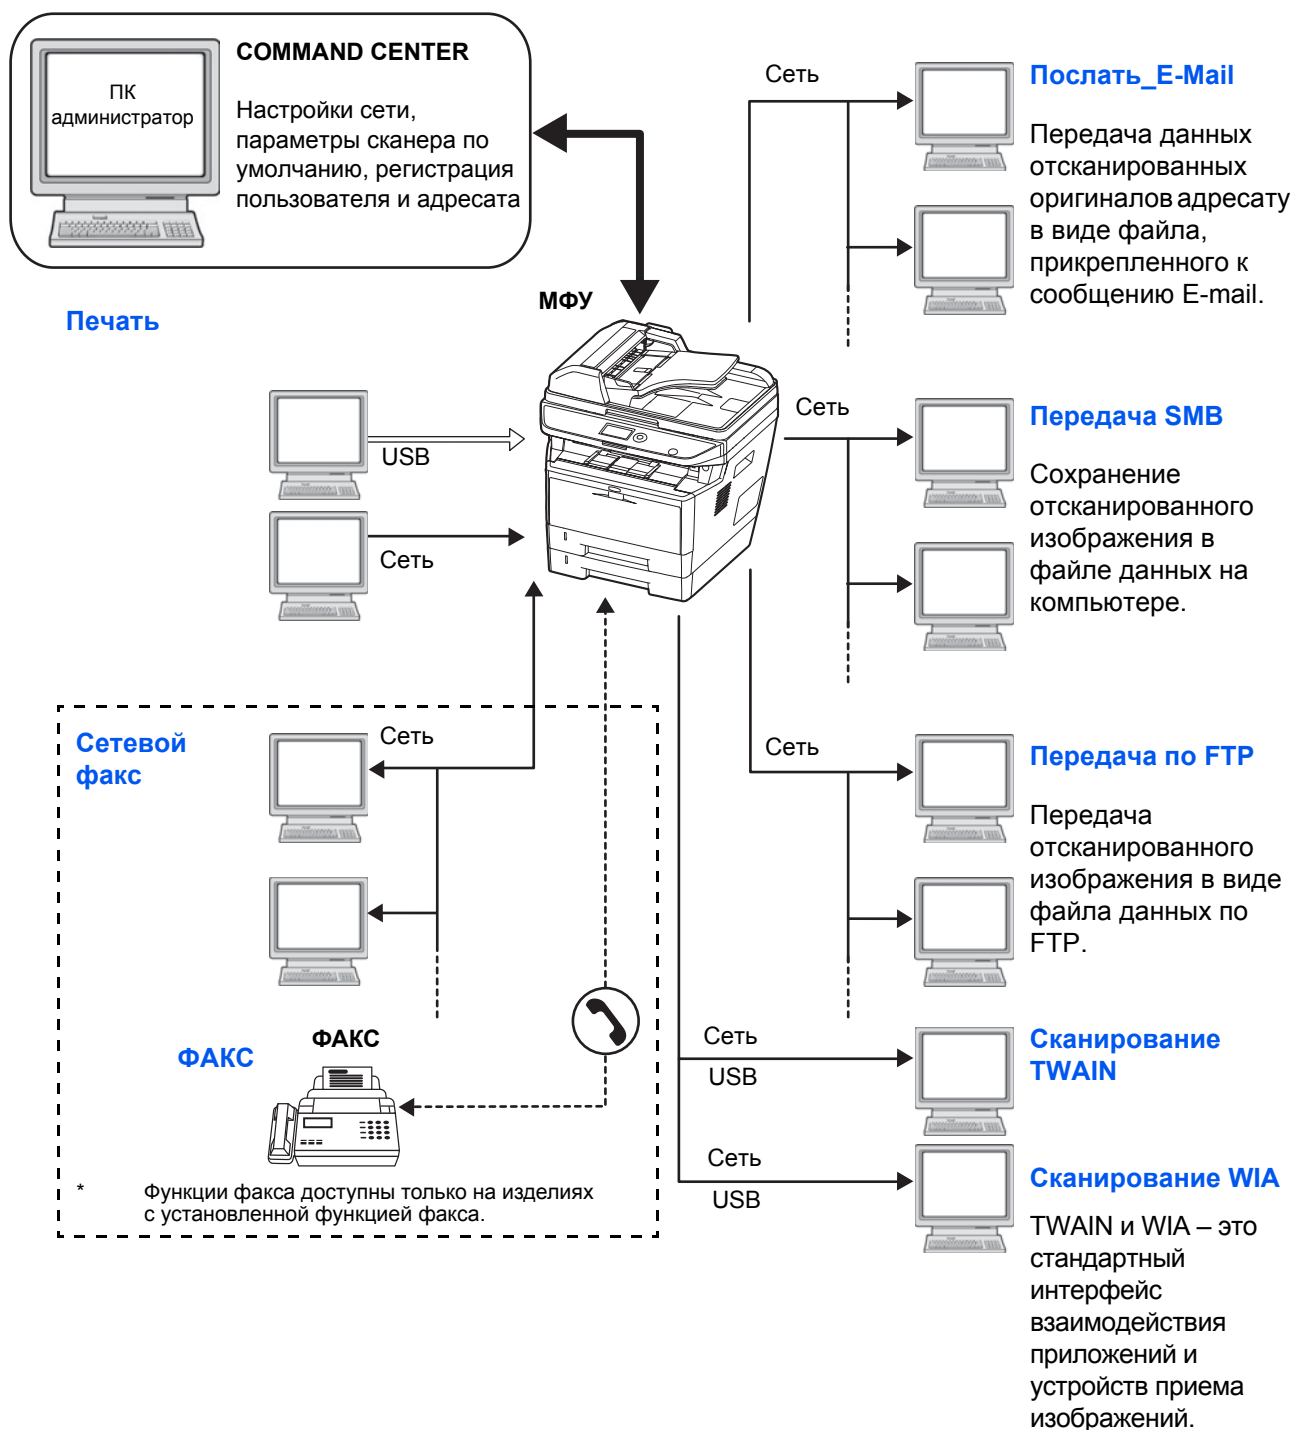 COMMAND CENTER
ПК
администратор
Настройки сети,
параметры сканера по
умолчанию, регистрация
пользователя и адресата
Сеть
Послать_E-Mail
Передача данных
отсканированных
оригиналов адресату
в виде файла,
прикрепленного к
сообщению E-mail.
МФУ
Печать
USB
Сеть
Сеть
Передача SMB
Сохранение
отсканированного
изображения в
файле данных на
компьютере.
Сетевой
факс
Сеть
Сеть
Передача по FTP
Передача
отсканированного
изображения в виде
файла данных по
FTP.
ФАКС
ФАКС
* Функции факса доступны только на изделиях
с установленной функцией факса.
Сеть
USB
Сканирование
TWAIN
Сеть
USB
Сканирование WIA
TWAIN и WIA – это
стандартный
интерфейс
взаимодействия
приложений и
устройств приема
изображений.